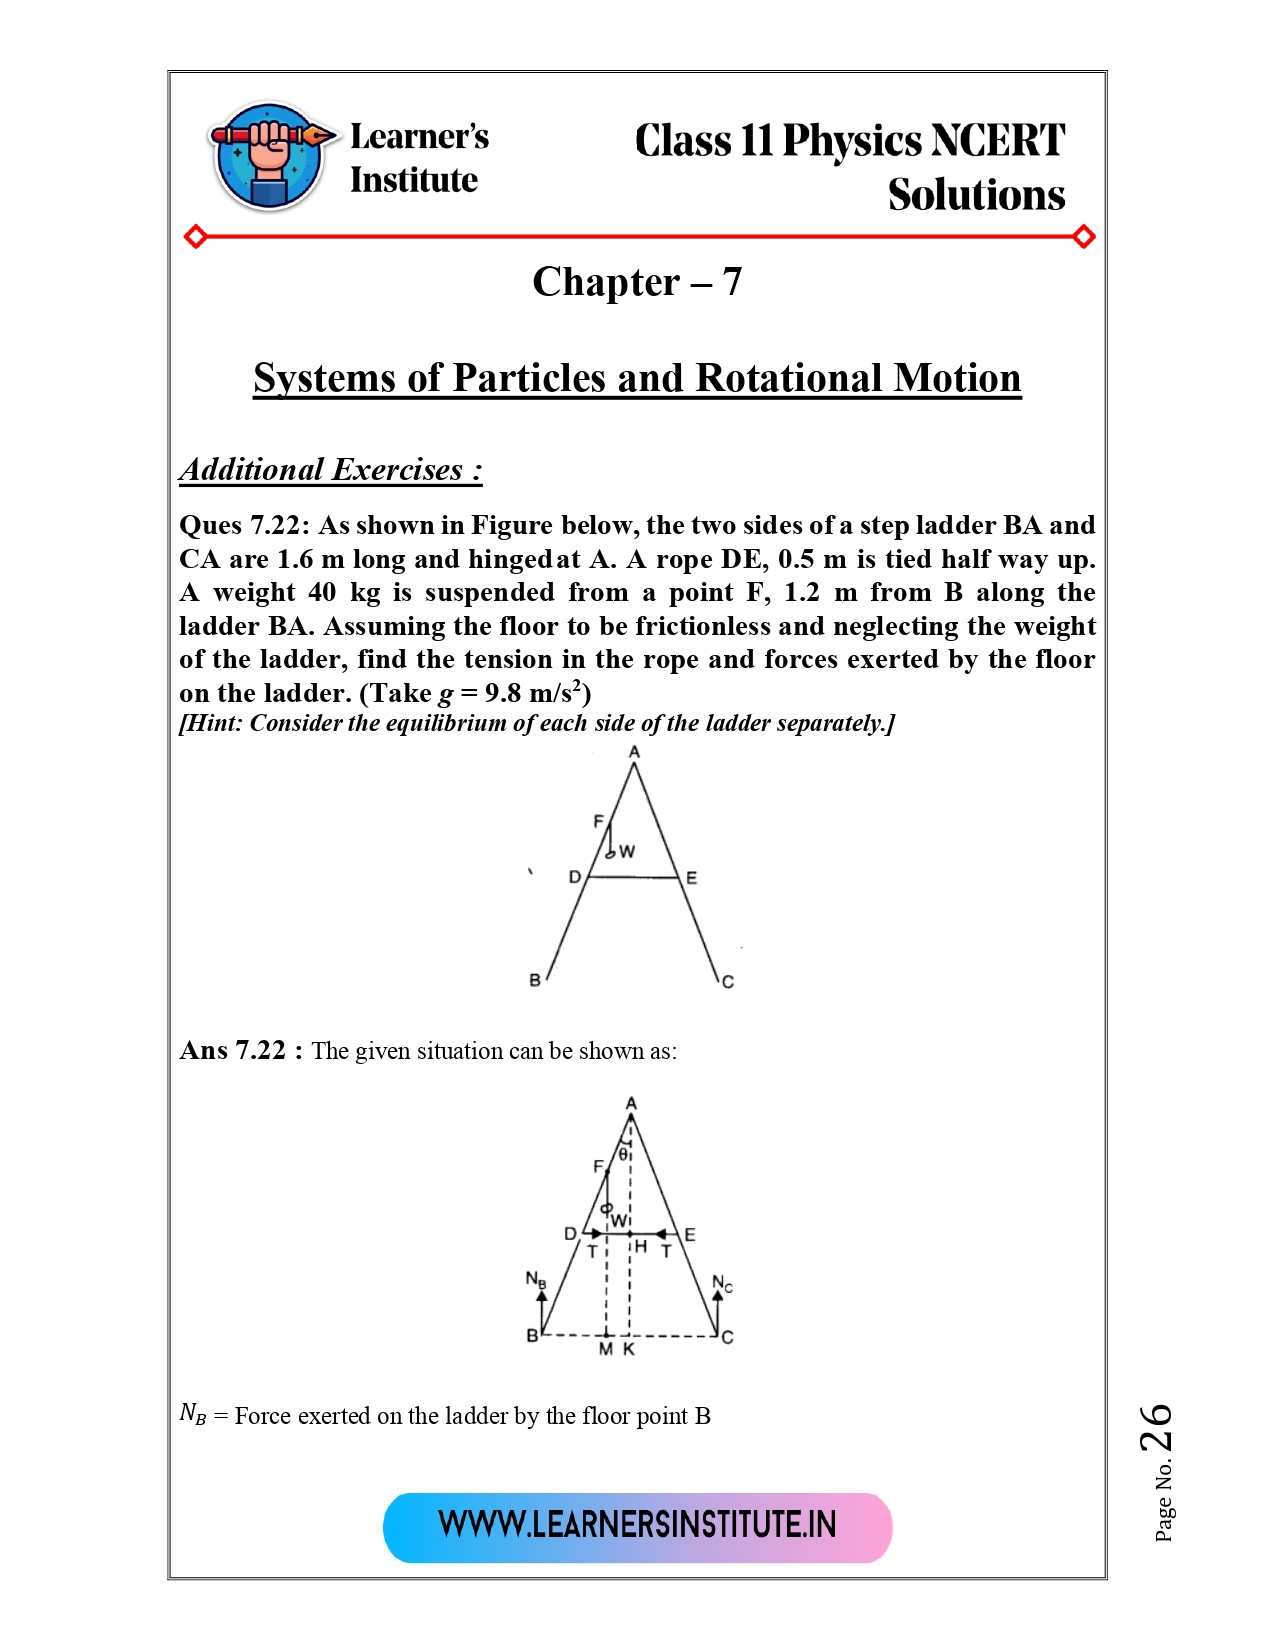 Learner's
Institute
Class 11 Physics NCERT
Solutions
Chapter – 7
Systems of Particles and Rotational Motion
Additional Exercises :
Ques 7.22: As shown in Figure below, the two sides of a step ladder BA and
CA are 1.6 m long and hinged at A. A rope DE, 0.5 m is tied half way up.
A weight 40 kg is suspended from a point F, 1.2 m from B along the
ladder BA. Assuming the floor to be frictionless and neglecting the weight
of the ladder, find the tension in the rope and forces exerted by the floor
on the ladder. (Take g = 9.8 m/s²)
[Hint: Consider the equilibrium of each side of the ladder separately.]
A
F
W
D E
B C
Ans 7.22 : The given situation can be shown as:
A
θ
F
W
D E
T H T
N_B N_C
B C
M K
N_B = Force exerted on the ladder by the floor point B
WWW.LEARNERSINSTITUTE.IN
Page No. 26